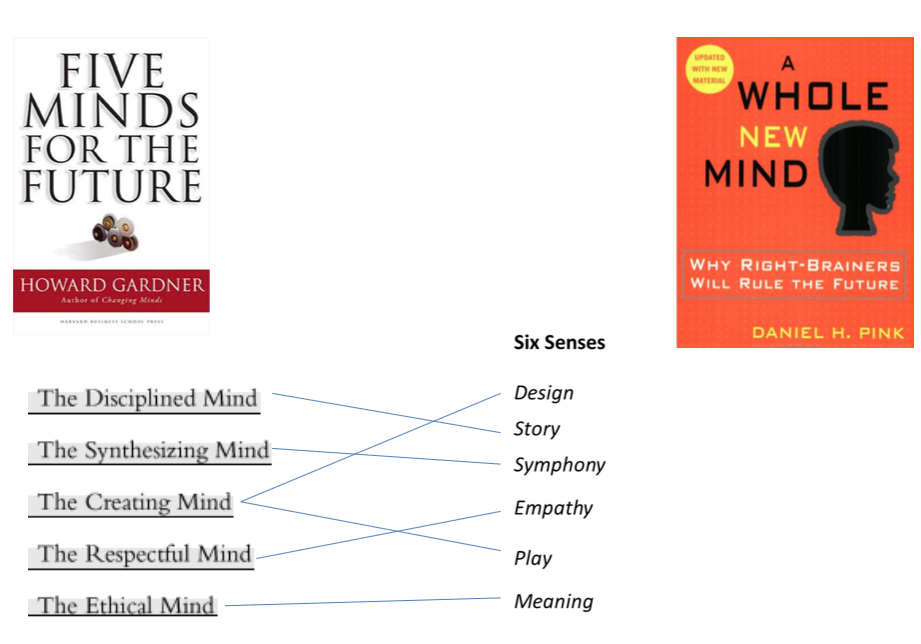 FIVE
MINDS
FOR THE
FUTURE
HOWARD GARDNER
Author of Changing Minds
HARVARD BUSINESS SCHOOL PRESS
UPDATED
WITH NEW
MATERIAL
A
WHOLE
NEW
MIND
WHY RIGHT-BRAINERS
WILL RULE THE FUTURE
DANIEL H. PINK
The Disciplined Mind
The Synthesizing Mind
The Creating Mind
The Respectful Mind
The Ethical Mind
Six Senses
Design
Story
Symphony
Empathy
Play
Meaning